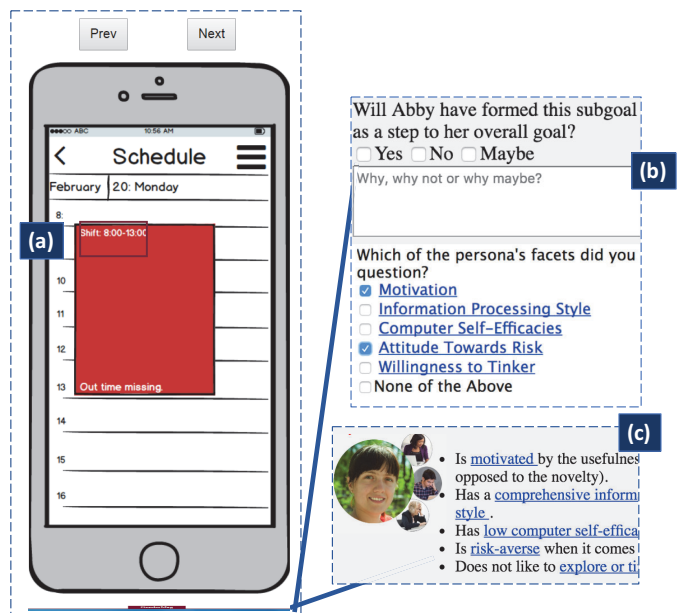 Prev Next
ABC 10:56 AM
< Schedule
February 20: Monday
8:
(a)
Shift: 8:00-13:00
10
11
12
13 Out time missing.
14
15
16
Will Abby have formed this subgoal
as a step to her overall goal?
Yes No Maybe
Why, why not or why maybe?
(b)
Which of the persona's facets did you
question?
Motivation
Information Processing Style
Computer Self-Efficacies
Attitude Towards Risk
Willingness to Tinker
None of the Above
(c)
• Is motivated by the usefulnes
opposed to the novelty).
• Has a comprehensive inform
style .
• Has low computer self-effica
• Is risk-averse when it comes
• Does not like to explore or ti